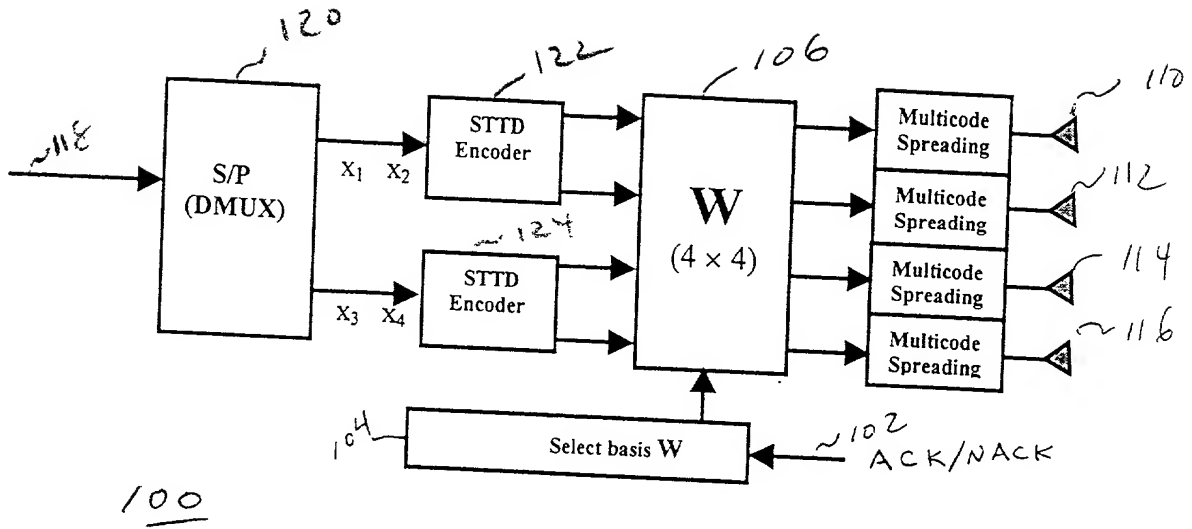 120
122
106
110
118
S/P
(DMUX)
X1 X2
STTD
Encoder
W
(4 × 4)
Multicode
Spreading
112
Multicode
Spreading
124
STTD
Encoder
X3 X4
Multicode
Spreading
114
Multicode
Spreading
116
104
Select basis W
102
ACK/NACK
100